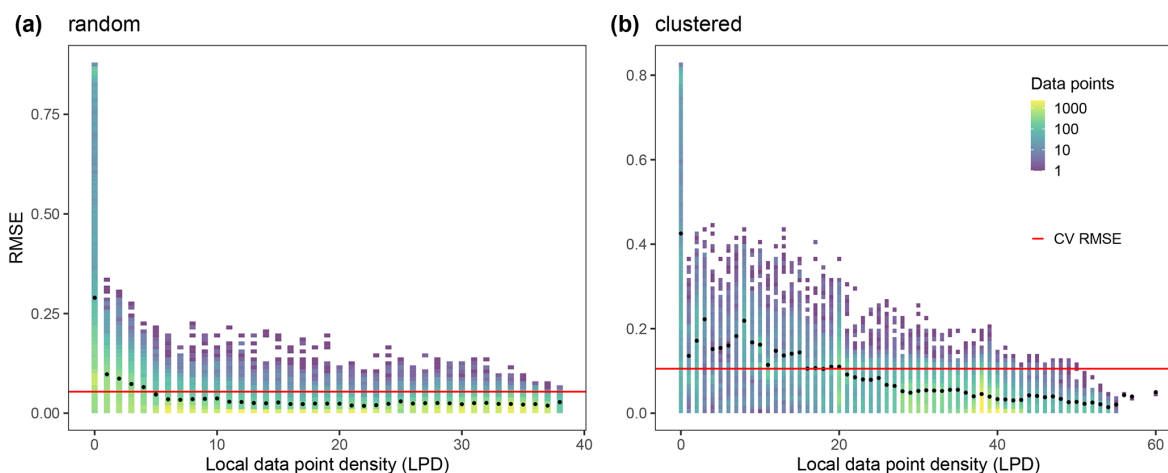 (a) random
(b) clustered
RMSE
0.75
0.50
0.25
0.00
0 10 20 30 40
Local data point density (LPD)
0.8
0.6
0.4
0.2
0.0
0 20 40 60
Local data point density (LPD)
Data points
1000
100
10
1
CV RMSE